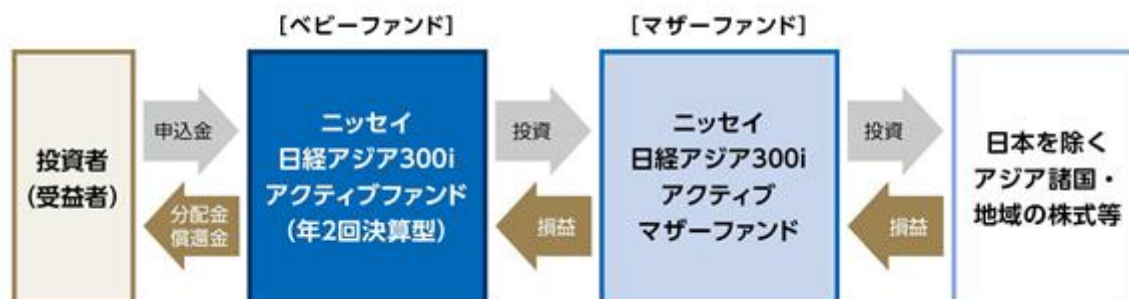 [ベビーファンド]
[マザーファンド]
投資者
(受益者)
申込金
分配金
償還金
ニッセイ
日経アジア300i
アクティブファンド
(年2回決算型)
投資
損益
ニッセイ
日経アジア300i
アクティブ
マザーファンド
投資
損益
日本を除く
アジア諸国・
地域の株式等